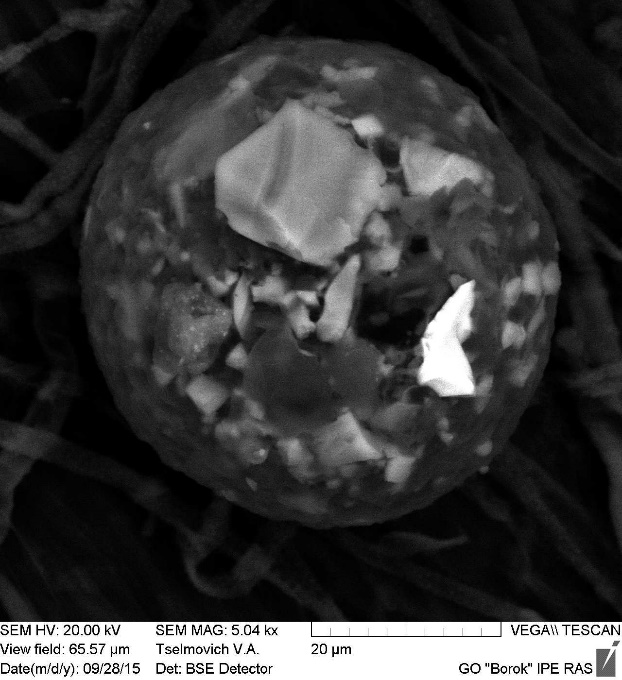 SEM HV: 20.00 kV SEM MAG: 5.04 kx VEGA\\ TESCAN
View field: 65.57 µm Tselmovich V.A. 20 µm
Date(m/d/y): 09/28/15 Det: BSE Detector GO "Borok" IPE RAS